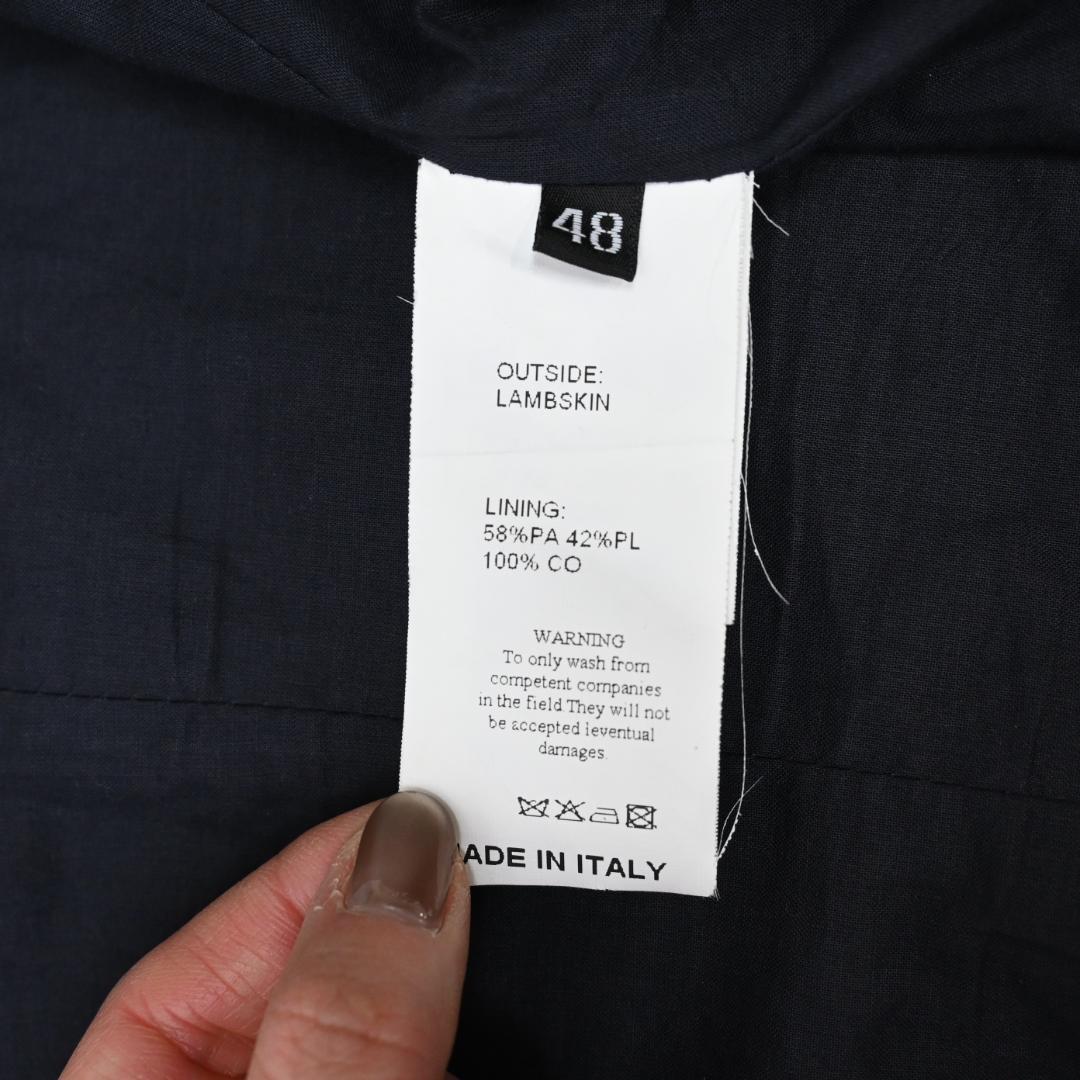 48
OUTSIDE:
LAMBSKIN
LINING:
58%PA 42%PL
100% CO
WARNING
To only wash from
competent companies
in the field They will not
be accepted ieventual
damages.
ADE IN ITALY